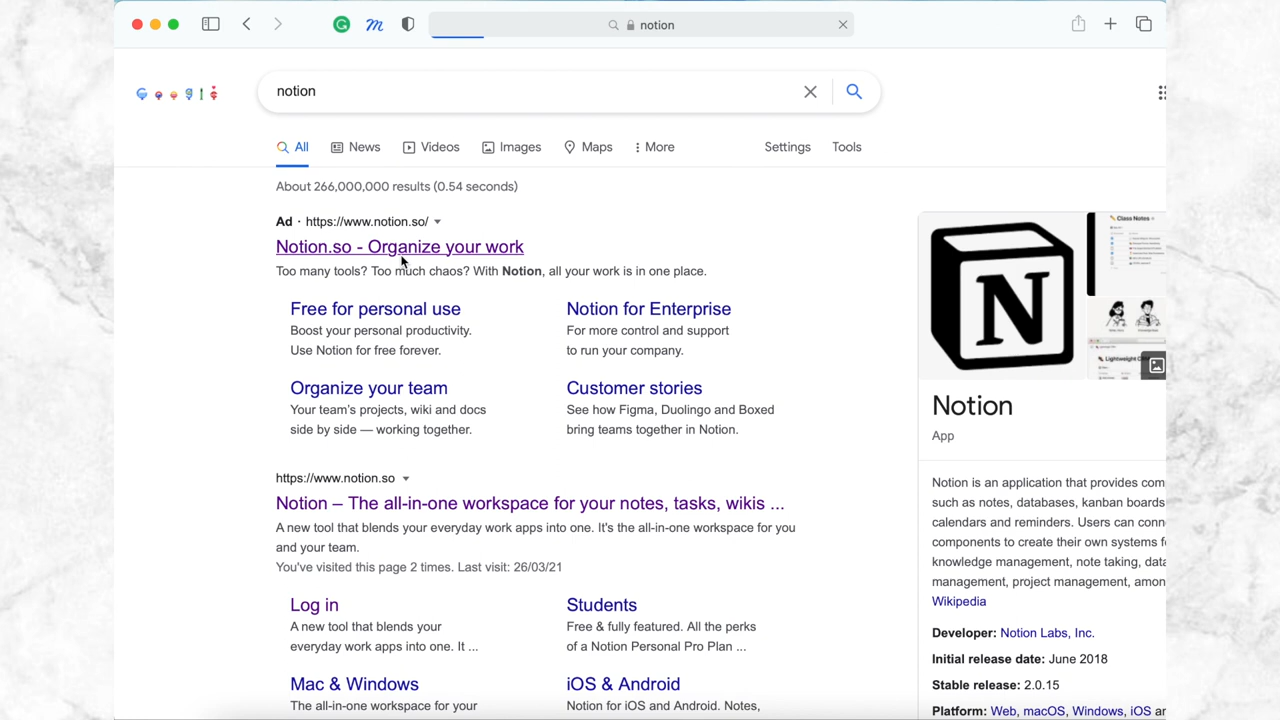 notion
notion
All News Videos Images Maps More Settings Tools
About 266,000,000 results (0.54 seconds)
Ad · https://www.notion.so/
Notion.so - Organize your work
Too many tools? Too much chaos? With Notion, all your work is in one place.
Free for personal use
Boost your personal productivity.
Use Notion for free forever.
Notion for Enterprise
For more control and support
to run your company.
Organize your team
Your team's projects, wiki and docs
side by side — working together.
Customer stories
See how Figma, Duolingo and Boxed
bring teams together in Notion.
https://www.notion.so
Notion – The all-in-one workspace for your notes, tasks, wikis ...
A new tool that blends your everyday work apps into one. It's the all-in-one workspace for you
and your team.
You've visited this page 2 times. Last visit: 26/03/21
Log in
A new tool that blends your
everyday work apps into one. It ...
Students
Free & fully featured. All the perks
of a Notion Personal Pro Plan ...
Mac & Windows
The all-in-one workspace for your
iOS & Android
Notion for iOS and Android. Notes,
Class Notes
Lightweight
N
Notion
App
Notion is an application that provides com
such as notes, databases, kanban boards
calendars and reminders. Users can conn
components to create their own systems f
knowledge management, note taking, data
management, project management, amon
Wikipedia
Developer: Notion Labs, Inc.
Initial release date: June 2018
Stable release: 2.0.15
Platform: Web, macOS, Windows, iOS ar